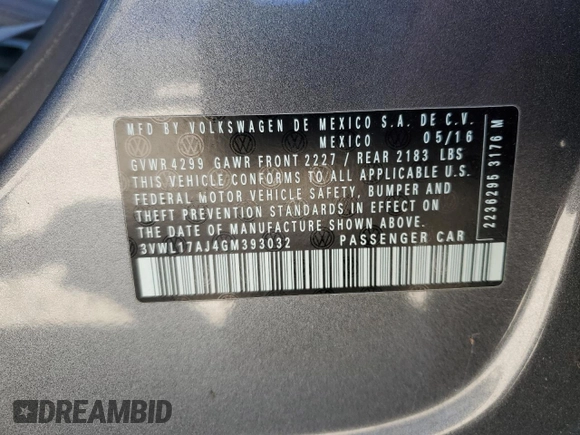 MFD BY VOLKSWAGEN DE MEXICO S.A. DE C.V.
MEXICO 05/16
GVWR 4299 GAWR FRONT 2227 / REAR 2183 LBS
THIS VEHICLE CONFORMS TO ALL APPLICABLE U.S.
FEDERAL MOTOR VEHICLE SAFETY, BUMPER AND
THEFT PREVENTION STANDARDS IN EFFECT ON
THE DATE OF MANUFACTURE SHOWN ABOVE.
3VWL17AJ4GM393032 PASSENGER CAR
2236295 3176 M
DREAMBID